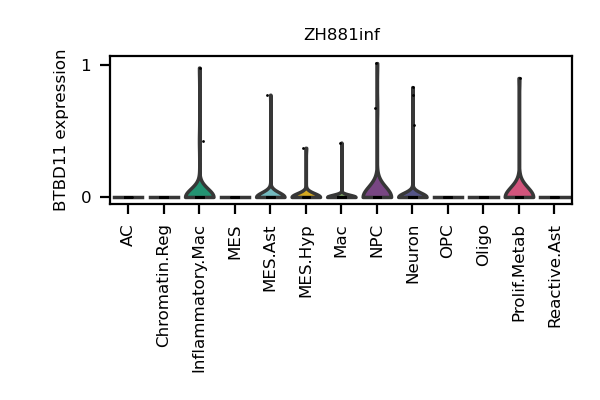 ZH881inf
BTBD11 expression
1
0
AC
Chromatin.Reg
Inflammatory.Mac
MES
MES.Ast
MES.Hyp
Mac
NPC
Neuron
OPC
Oligo
Prolif.Metab
Reactive.Ast